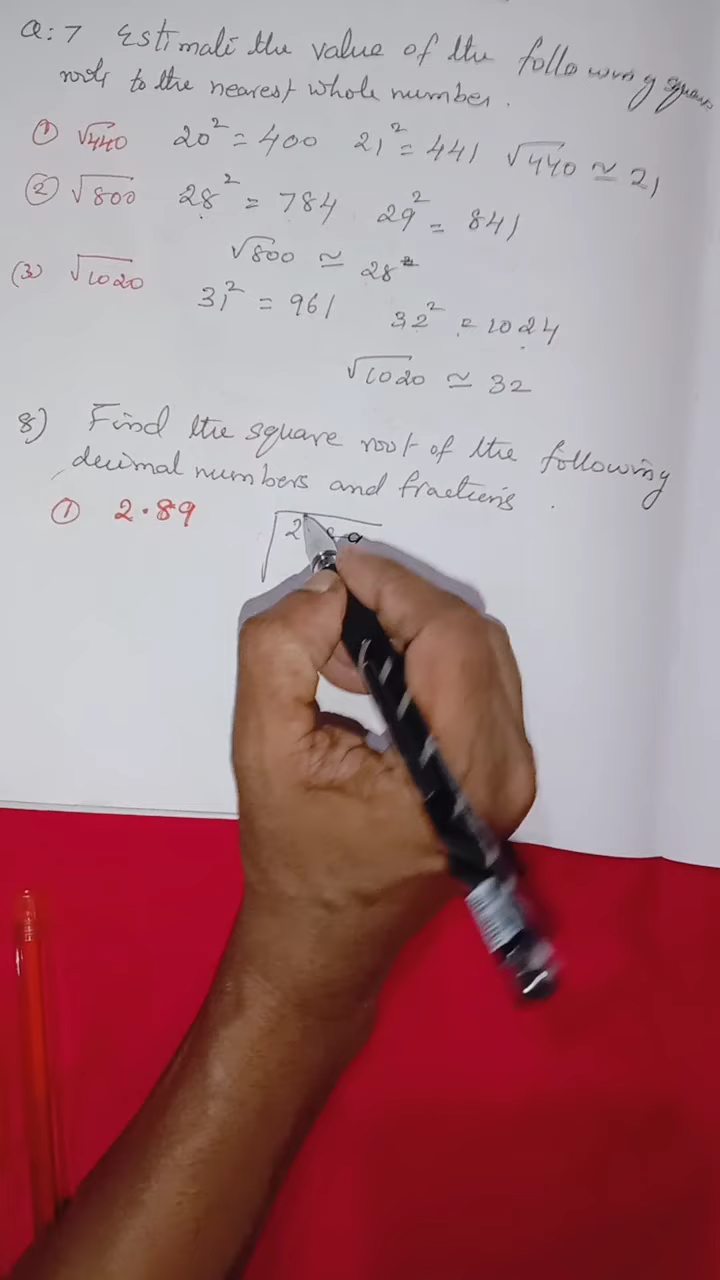 Q:7 Estimate the value of the following square
roots to the nearest whole number.
① √440 20² = 400 21² = 441 √440 ≃ 21
② √800 28² = 784 29² = 841
√800 ≃ 28
(3) √1020 31² = 961 32² = 1024
√1020 ≃ 32
8) Find the square root of the following
decimal numbers and fractions.
① 2.89 2